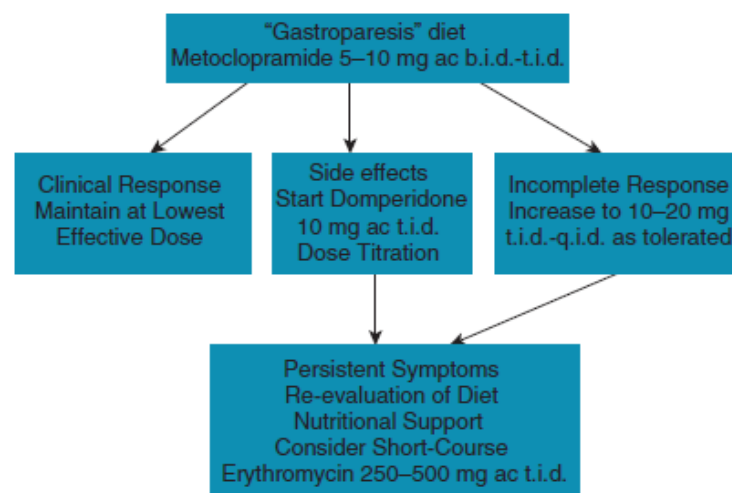 “Gastroparesis” diet
Metoclopramide 5–10 mg ac b.i.d.-t.i.d.
Clinical Response
Maintain at Lowest
Effective Dose
Side effects
Start Domperidone
10 mg ac t.i.d.
Dose Titration
Incomplete Response
Increase to 10–20 mg
t.i.d.-q.i.d. as tolerated
Persistent Symptoms
Re-evaluation of Diet
Nutritional Support
Consider Short-Course
Erythromycin 250–500 mg ac t.i.d.